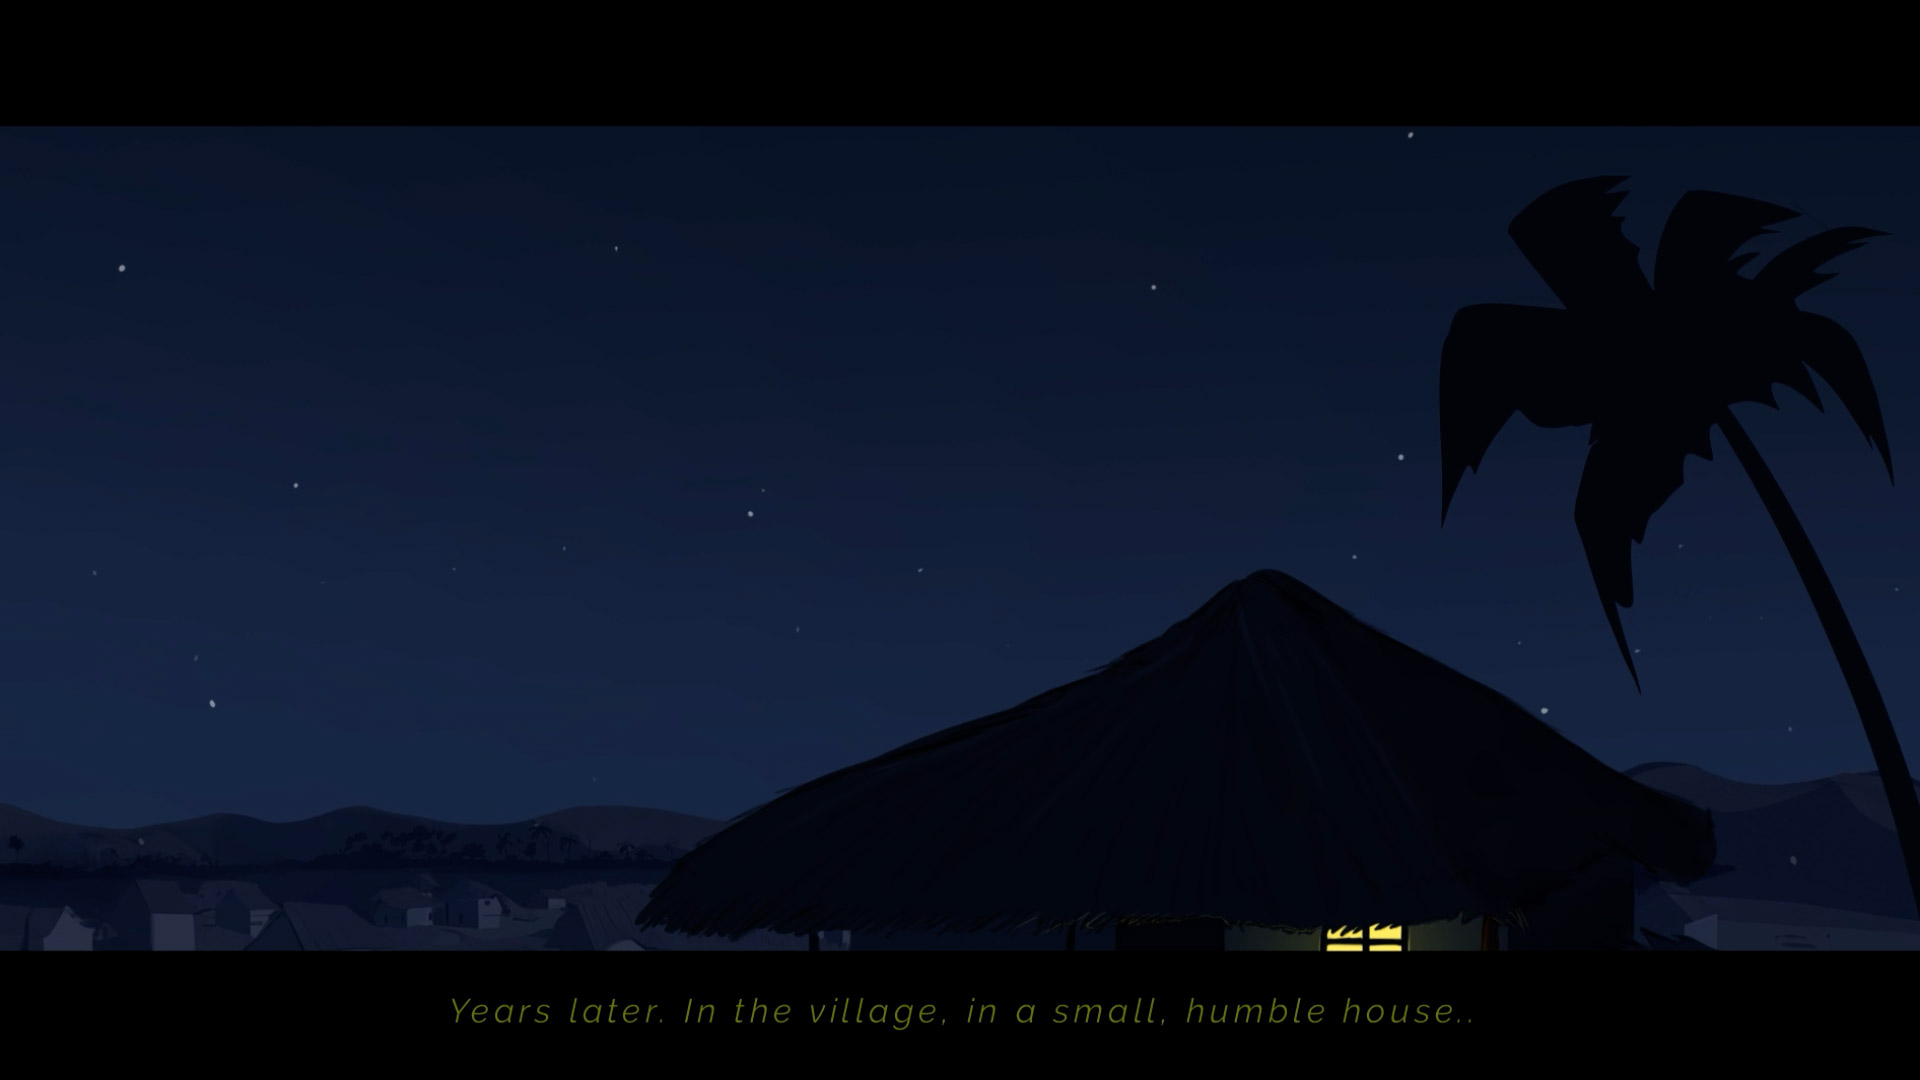 Years later. In the village, in a small, humble house..